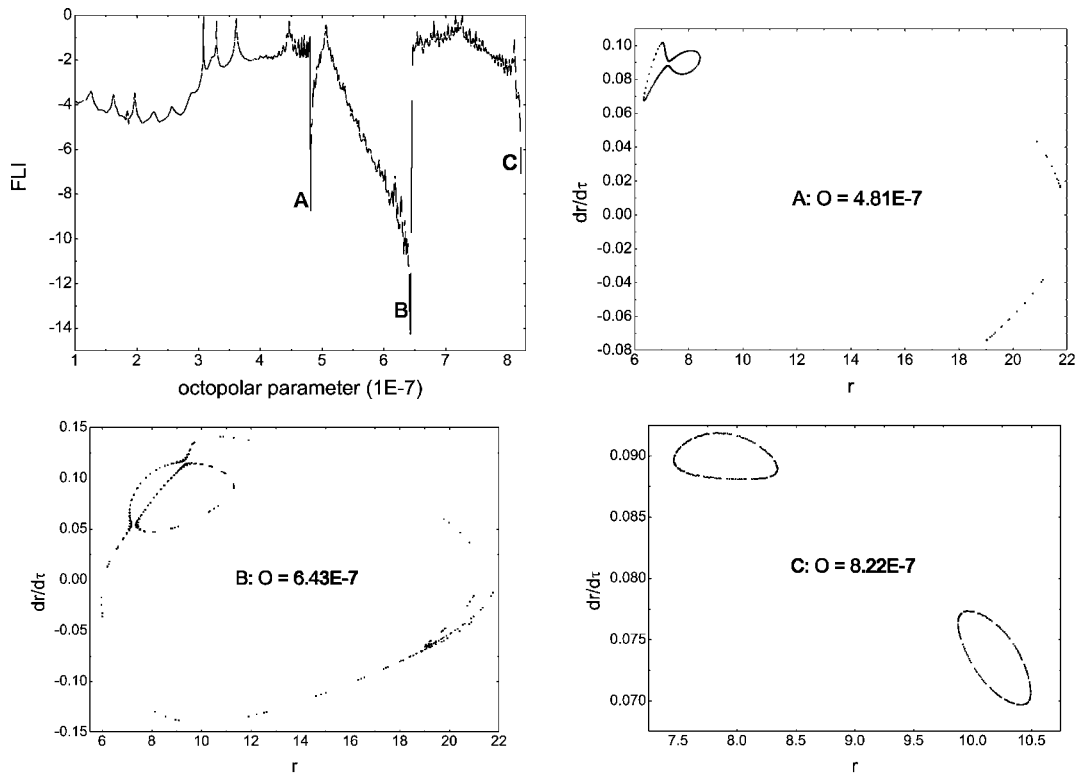 0
-2
-4
-6
-8
-10
-12
-14
FLI
A
B
C
1 2 3 4 5 6 7 8
octopolar parameter (1E-7)
0.10
0.08
0.06
0.04
0.02
0.00
-0.02
-0.04
-0.06
-0.08
dr/dτ
A: O = 4.81E-7
6 8 10 12 14 16 18 20 22
r
0.15
0.10
0.05
0.00
-0.05
-0.10
-0.15
dr/dτ
B: O = 6.43E-7
6 8 10 12 14 16 18 20 22
r
0.090
0.085
0.080
0.075
0.070
dr/dτ
C: O = 8.22E-7
7.5 8.0 8.5 9.0 9.5 10.0 10.5
r